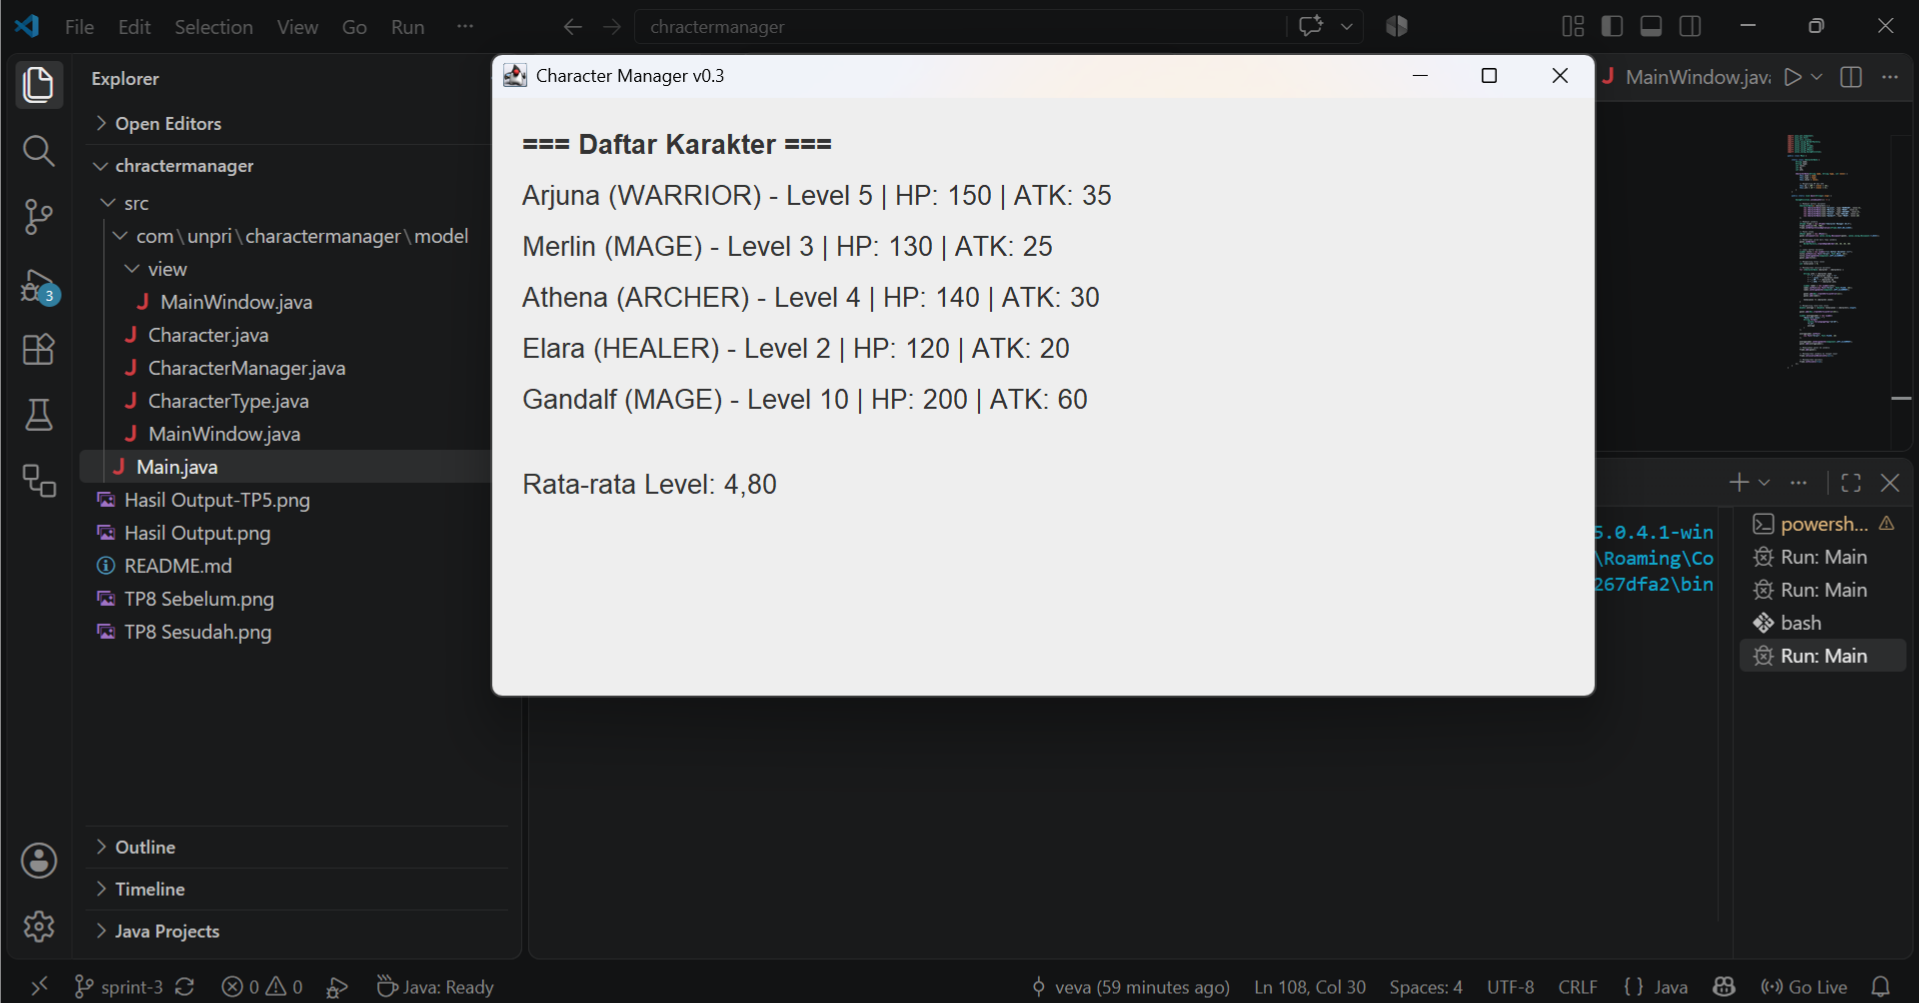 File Edit Selection View Go Run ···
chractermanager
Explorer
Open Editors
chractermanager
src
com\unpri\charactermanager\model
view
MainWindow.java
Character.java
CharacterManager.java
CharacterType.java
MainWindow.java
Main.java
Hasil Output-TP5.png
Hasil Output.png
README.md
TP8 Sebelum.png
TP8 Sesudah.png
3
Outline
Timeline
Java Projects
Character Manager v0.3
=== Daftar Karakter ===
Arjuna (WARRIOR) - Level 5 | HP: 150 | ATK: 35
Merlin (MAGE) - Level 3 | HP: 130 | ATK: 25
Athena (ARCHER) - Level 4 | HP: 140 | ATK: 30
Elara (HEALER) - Level 2 | HP: 120 | ATK: 20
Gandalf (MAGE) - Level 10 | HP: 200 | ATK: 60
Rata-rata Level: 4,80
MainWindow.java
5.0.4.1-win
\Roaming\Co
267dfa2\bin
powersh...
Run: Main
Run: Main
bash
Run: Main
sprint-3 0 0 Java: Ready veva (59 minutes ago) Ln 108, Col 30 Spaces: 4 UTF-8 CRLF { } Java Go Live